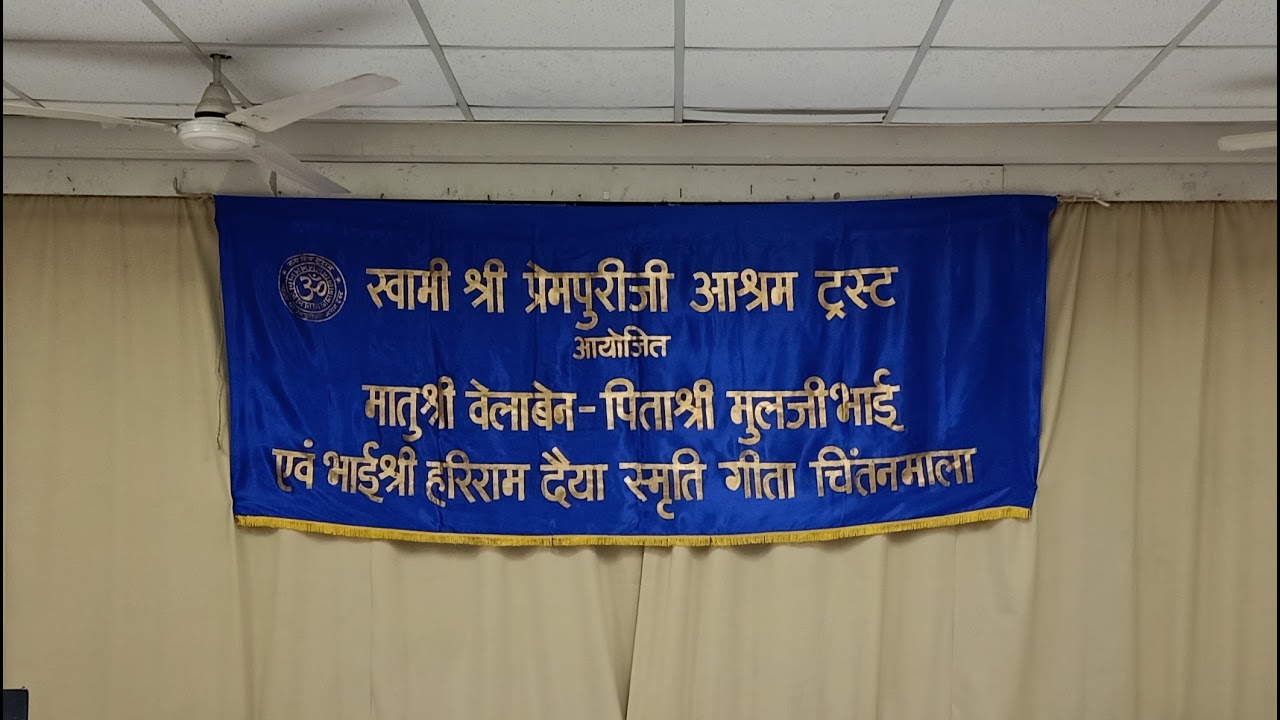 ॐ
स्वामी श्री प्रेमपुरीजी आश्रम ट्रस्ट
आयोजित
मातुश्री वेलाबेन - पिताश्री मुलजीभाई
एवं भाईश्री हरिराम दैया स्मृति गीता चिंतनमाला